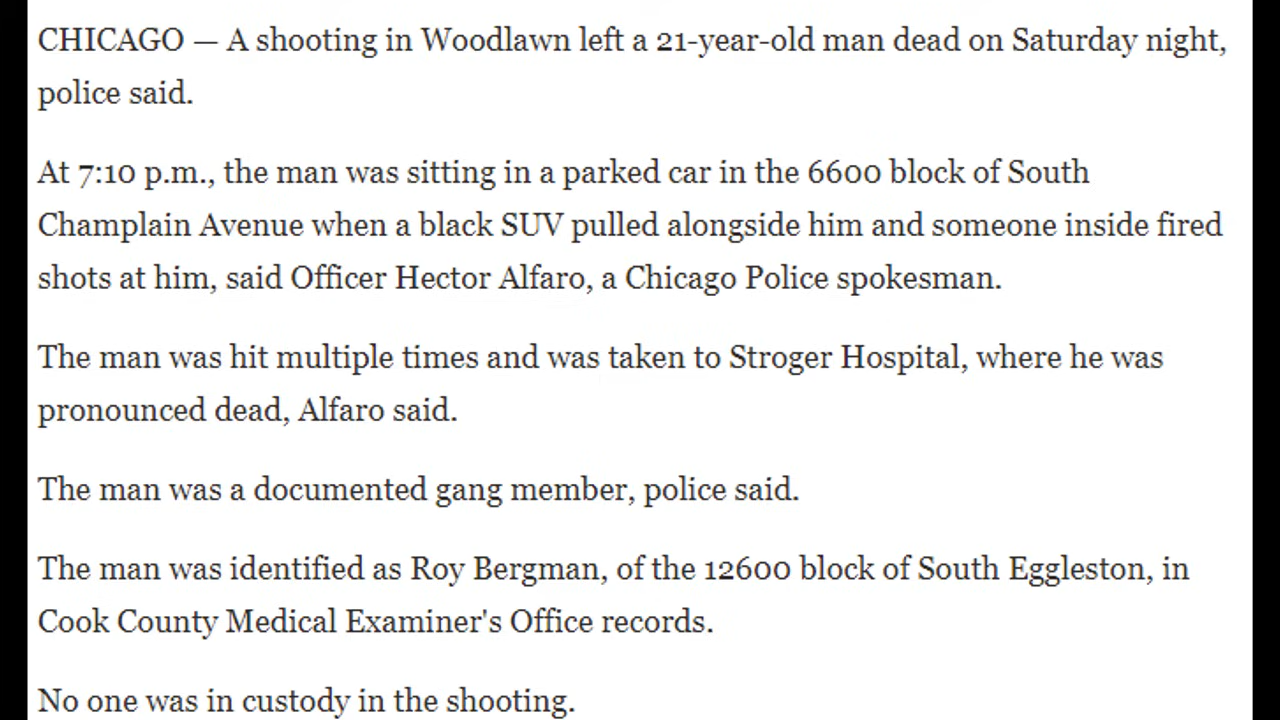 CHICAGO — A shooting in Woodlawn left a 21-year-old man dead on Saturday night,
police said.
At 7:10 p.m., the man was sitting in a parked car in the 6600 block of South
Champlain Avenue when a black SUV pulled alongside him and someone inside fired
shots at him, said Officer Hector Alfaro, a Chicago Police spokesman.
The man was hit multiple times and was taken to Stroger Hospital, where he was
pronounced dead, Alfaro said.
The man was a documented gang member, police said.
The man was identified as Roy Bergman, of the 12600 block of South Eggleston, in
Cook County Medical Examiner's Office records.
No one was in custody in the shooting.